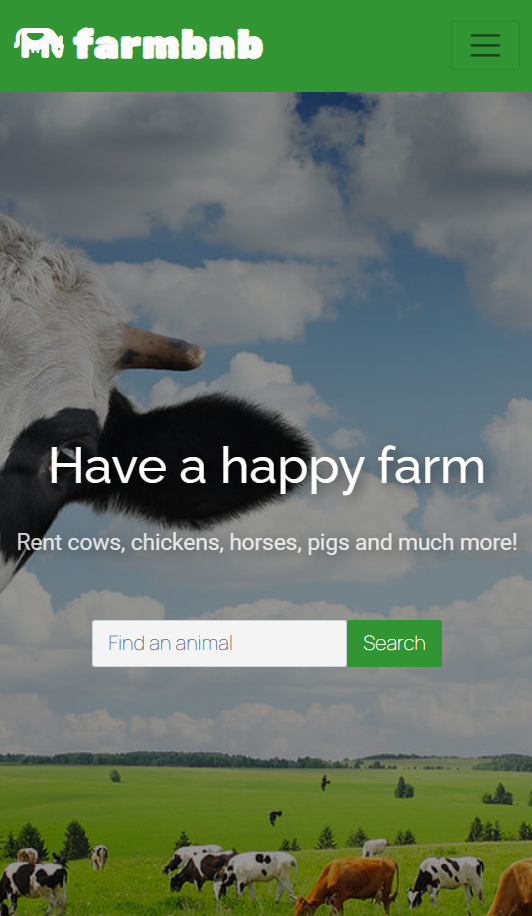 farmbnb
Have a happy farm
Rent cows, chickens, horses, pigs and much more!
Find an animal
Search